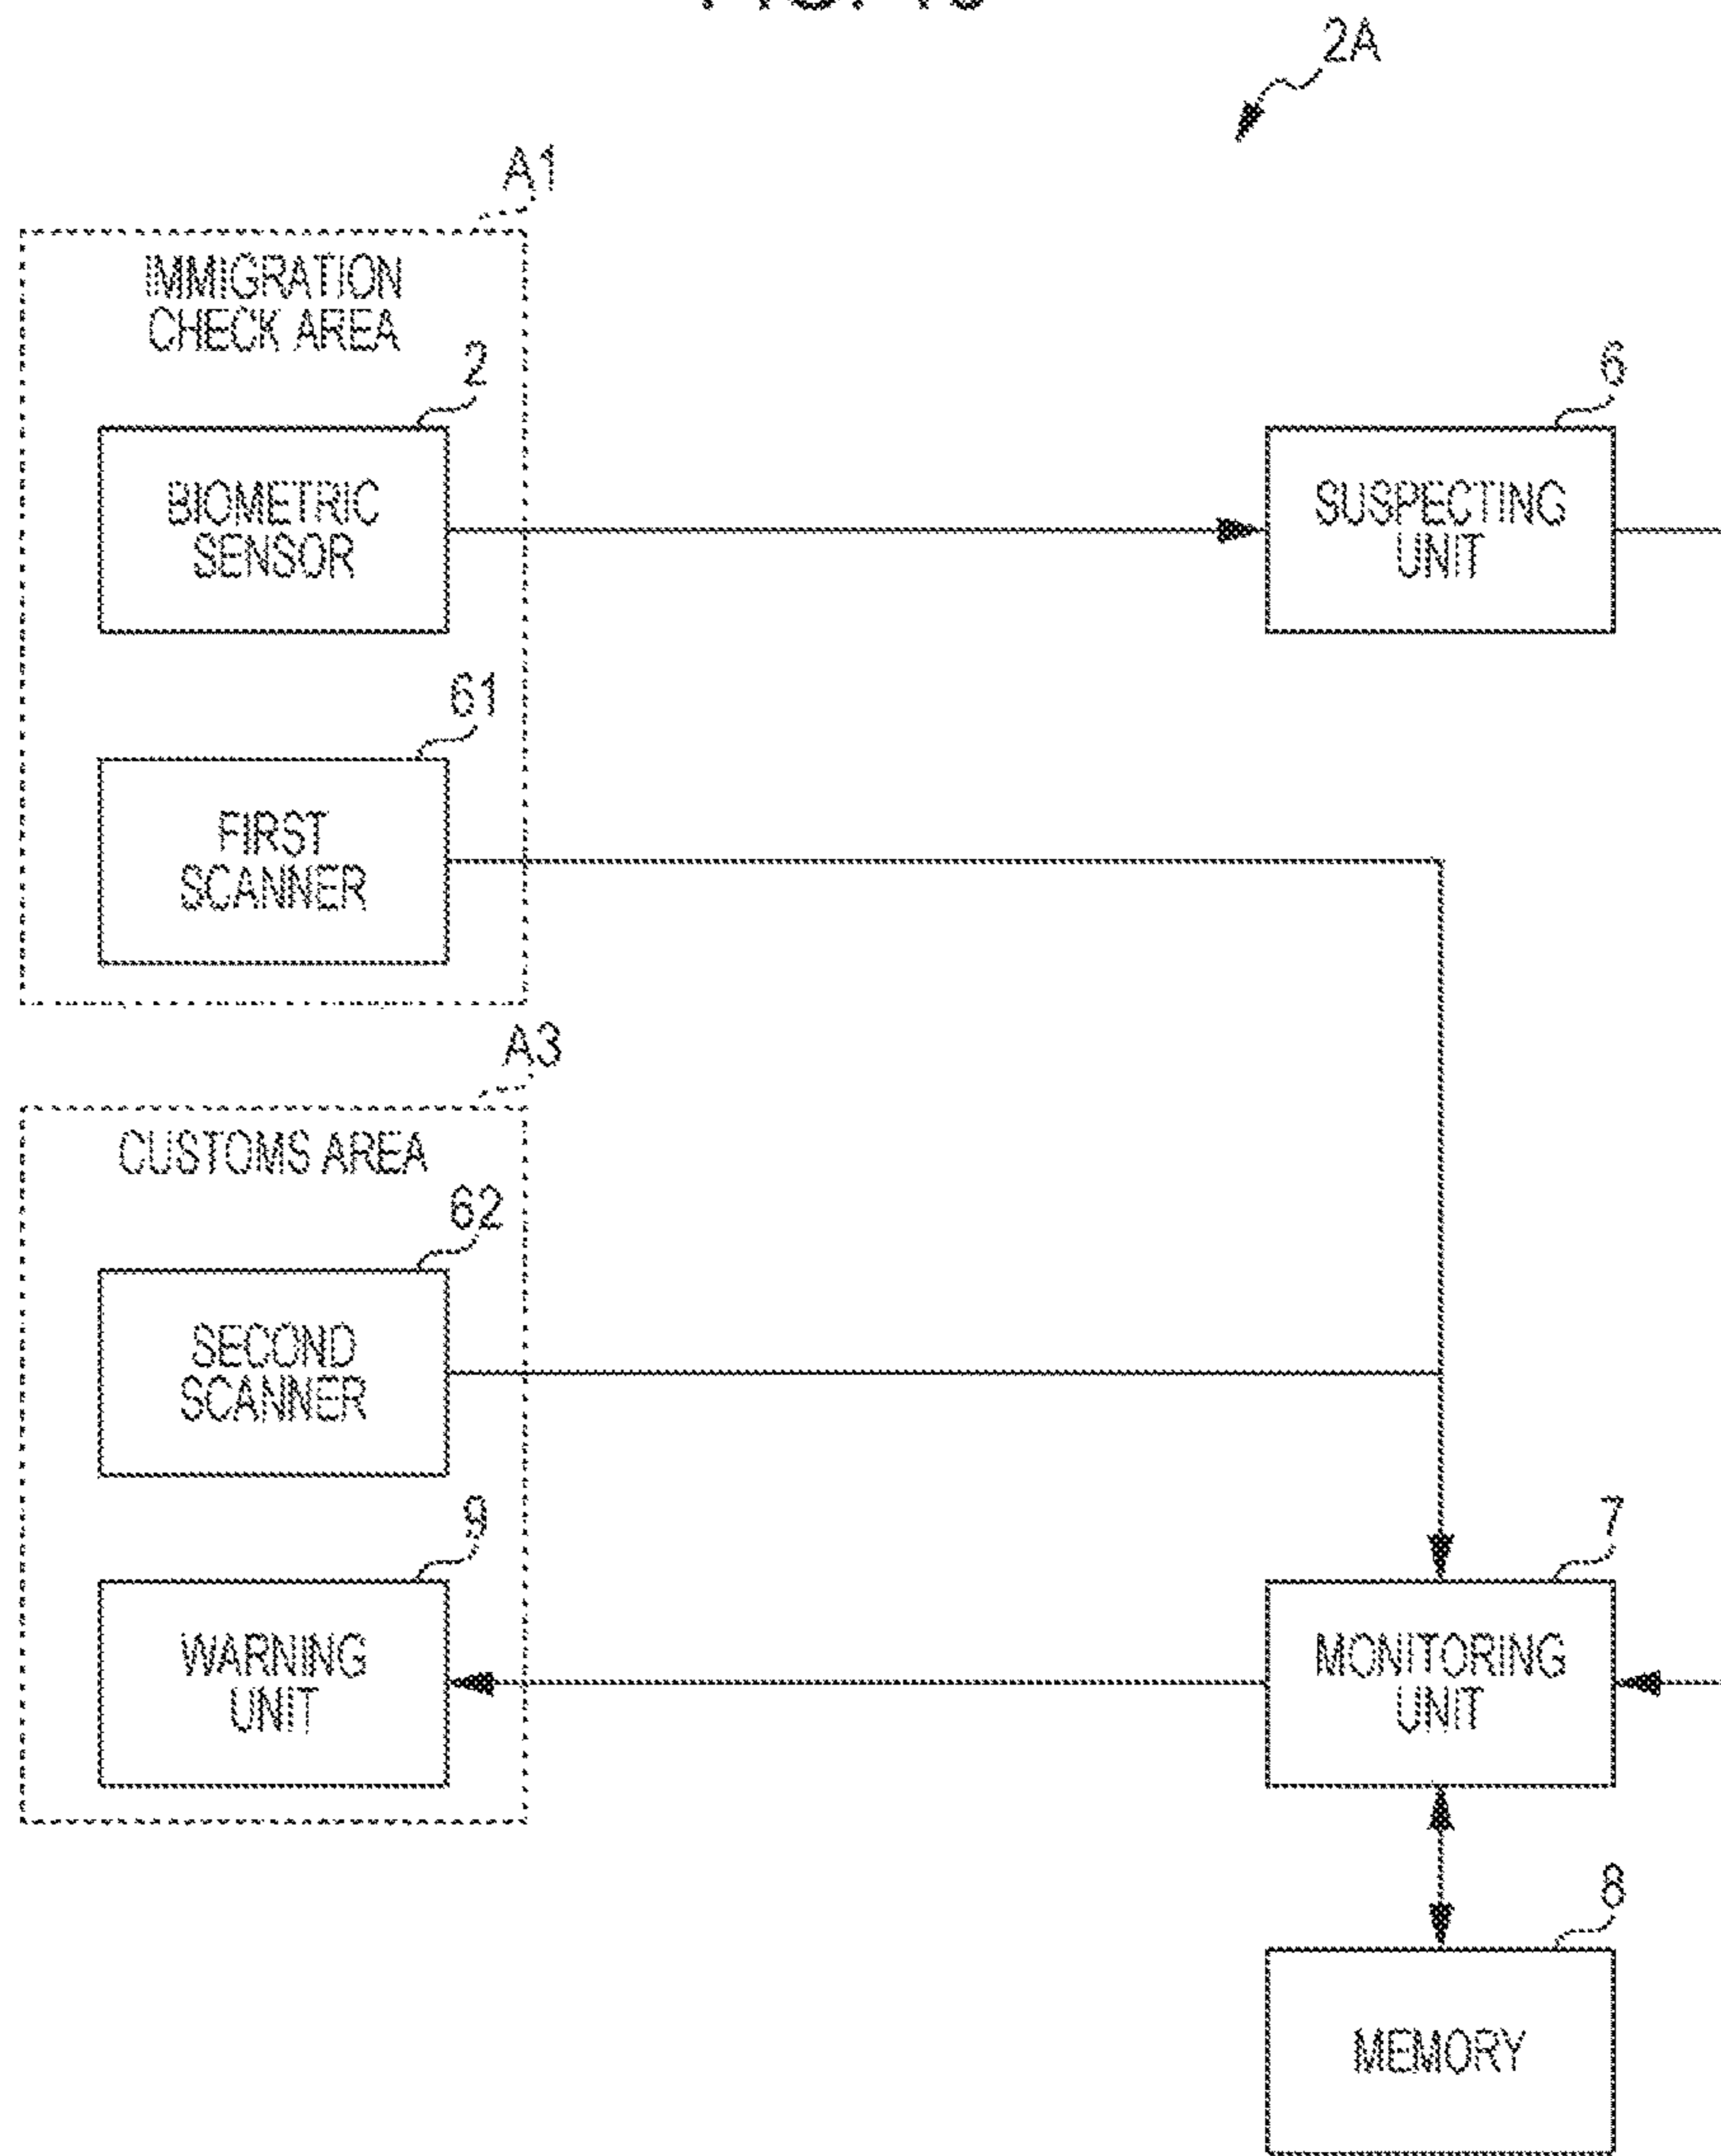 2A
A1
IMMIGRATION
CHECK AREA
2
6
BIOMETRIC
SENSOR
SUSPECTING
UNIT
61
FIRST
SCANNER
A3
CUSTOMS AREA
62
SECOND
SCANNER
9
7
WARNING
UNIT
MONITORING
UNIT
8
MEMORY